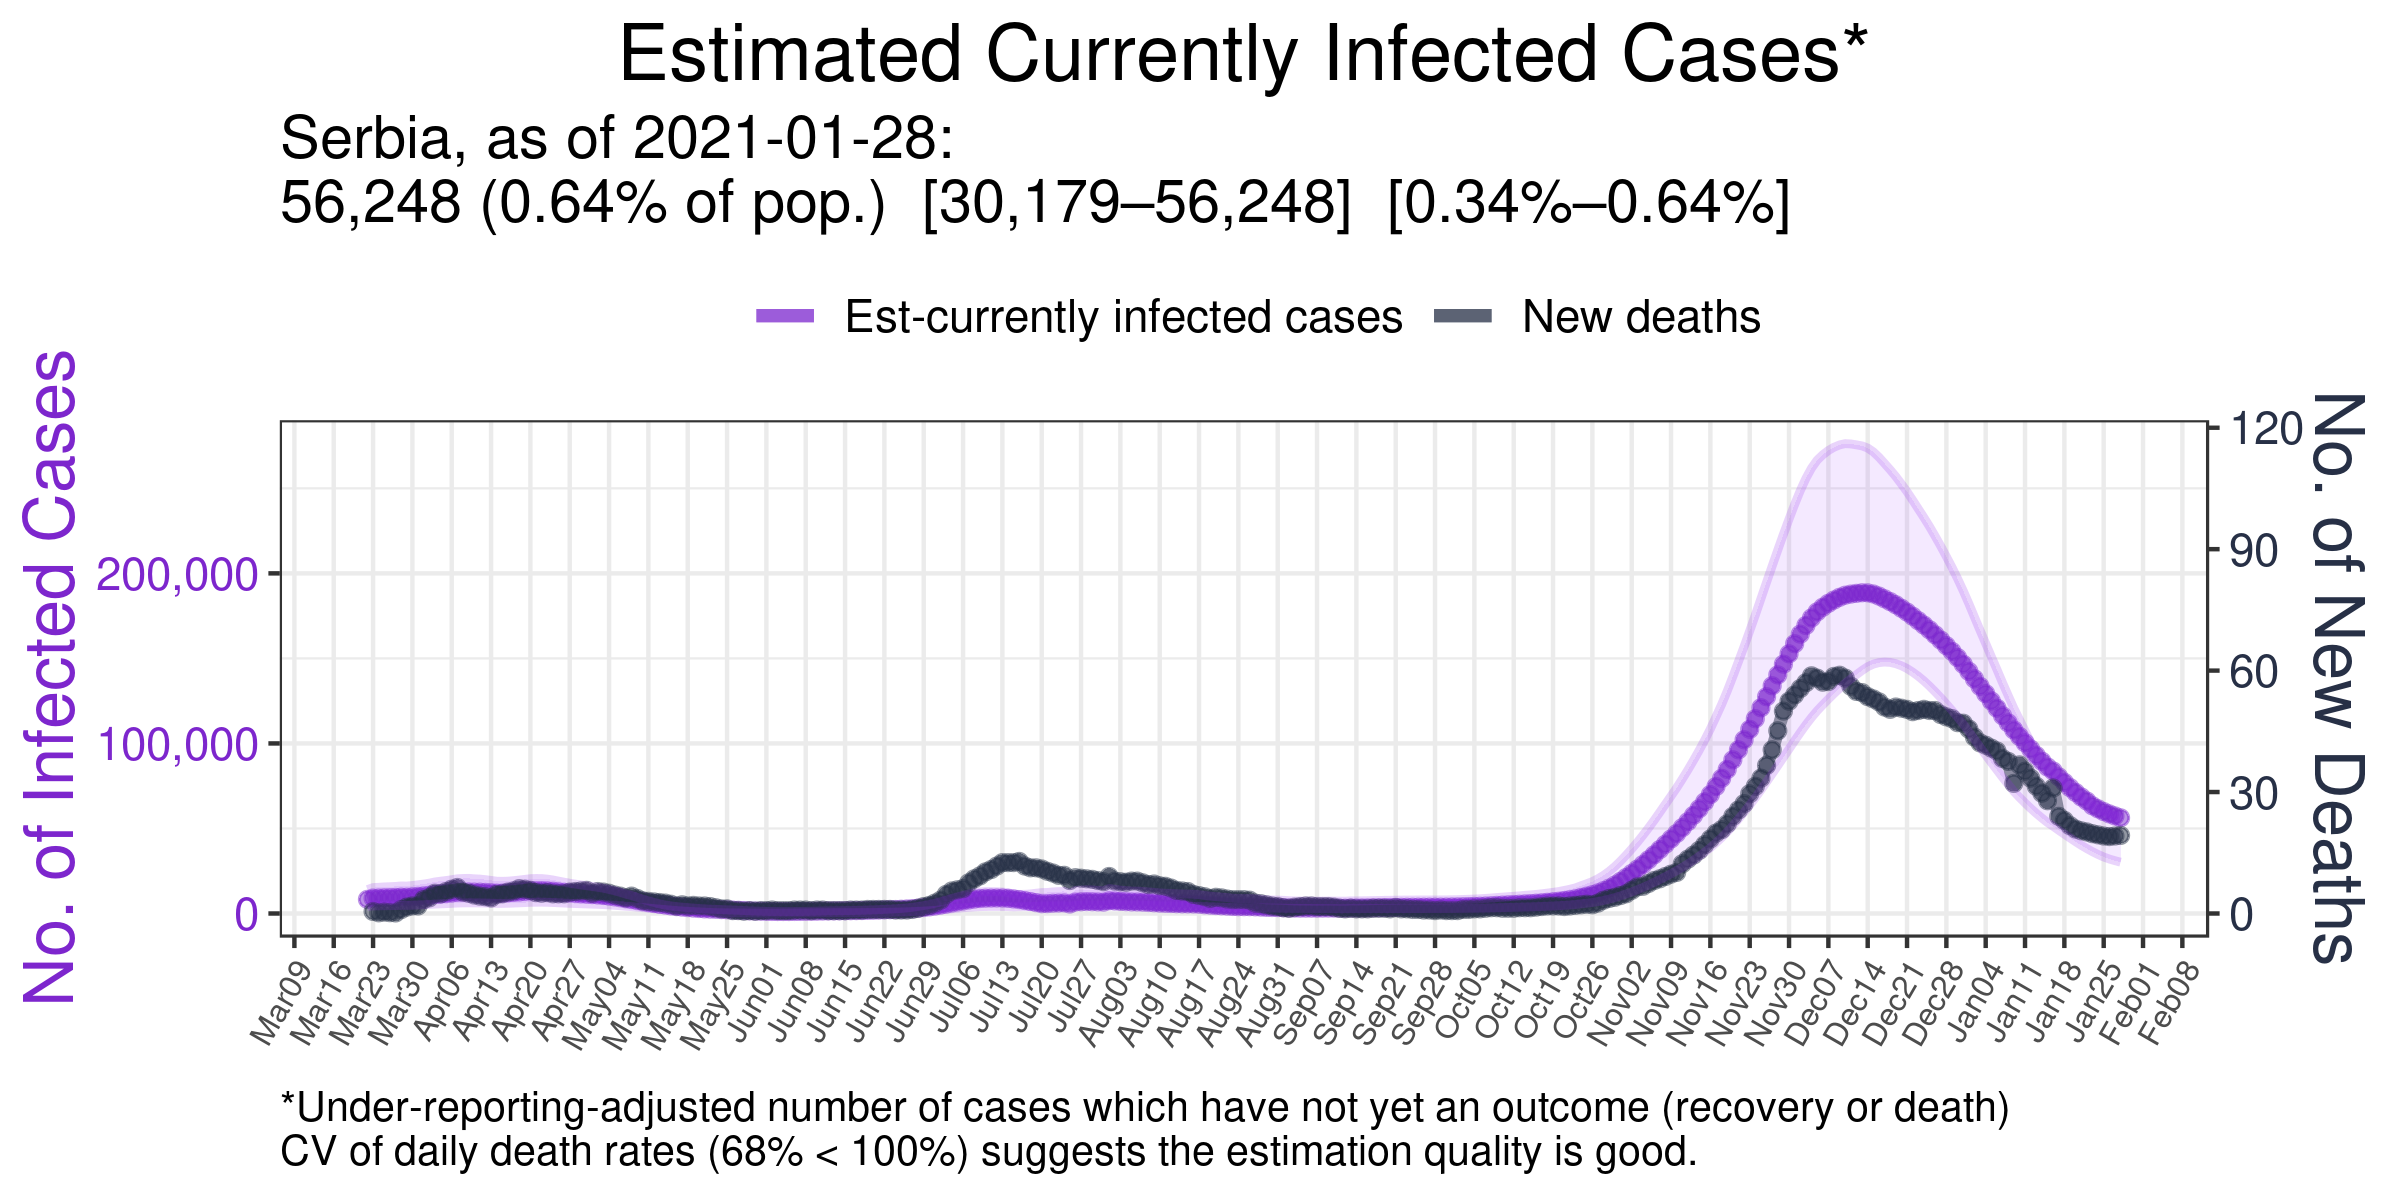 Estimated Currently Infected Cases*
Serbia, as of 2021-01-28:
56,248 (0.64% of pop.)  [30,179–56,248]  [0.34%–0.64%]
Est-currently infected cases New deaths
No. of Infected Cases
200,000
100,000
0
120
90
60
30
0
No. of New Deaths
Mar09 Mar16 Mar23 Mar30 Apr06 Apr13 Apr20 Apr27 May04 May11 May18 May25 Jun01 Jun08 Jun15 Jun22 Jun29 Jul06 Jul13 Jul20 Jul27 Aug03 Aug10 Aug17 Aug24 Aug31 Sep07 Sep14 Sep21 Sep28 Oct05 Oct12 Oct19 Oct26 Nov02 Nov09 Nov16 Nov23 Nov30 Dec07 Dec14 Dec21 Dec28 Jan04 Jan11 Jan18 Jan25 Feb01 Feb08
*Under-reporting-adjusted number of cases which have not yet an outcome (recovery or death)
CV of daily death rates (68% < 100%) suggests the estimation quality is good.